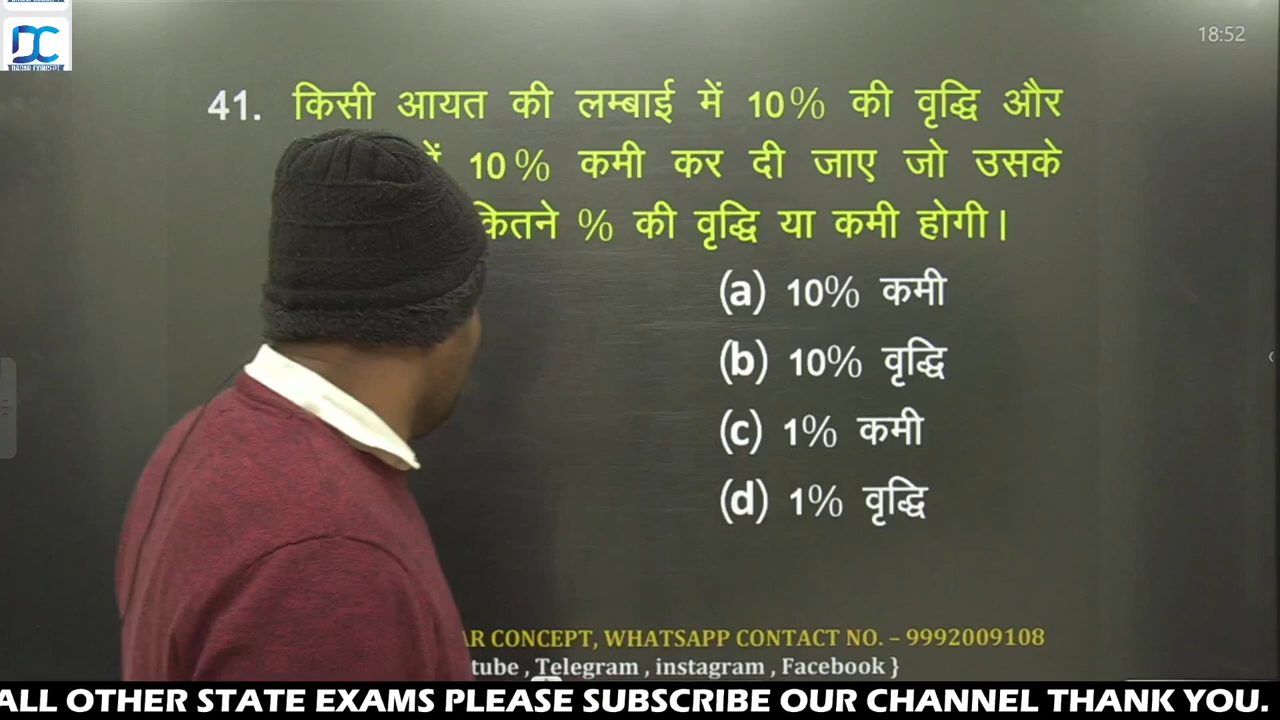 DC
18:52
41. किसी आयत की लम्बाई में 10% की वृद्धि और
10% कमी कर दी जाए जो उसके
कितने % की वृद्धि या कमी होगी।
(a) 10% कमी
(b) 10% वृद्धि
(c) 1% कमी
(d) 1% वृद्धि
AR CONCEPT, WHATSAPP CONTACT NO. – 9992009108
tube , Telegram , instagram , Facebook }
ALL OTHER STATE EXAMS PLEASE SUBSCRIBE OUR CHANNEL THANK YOU.